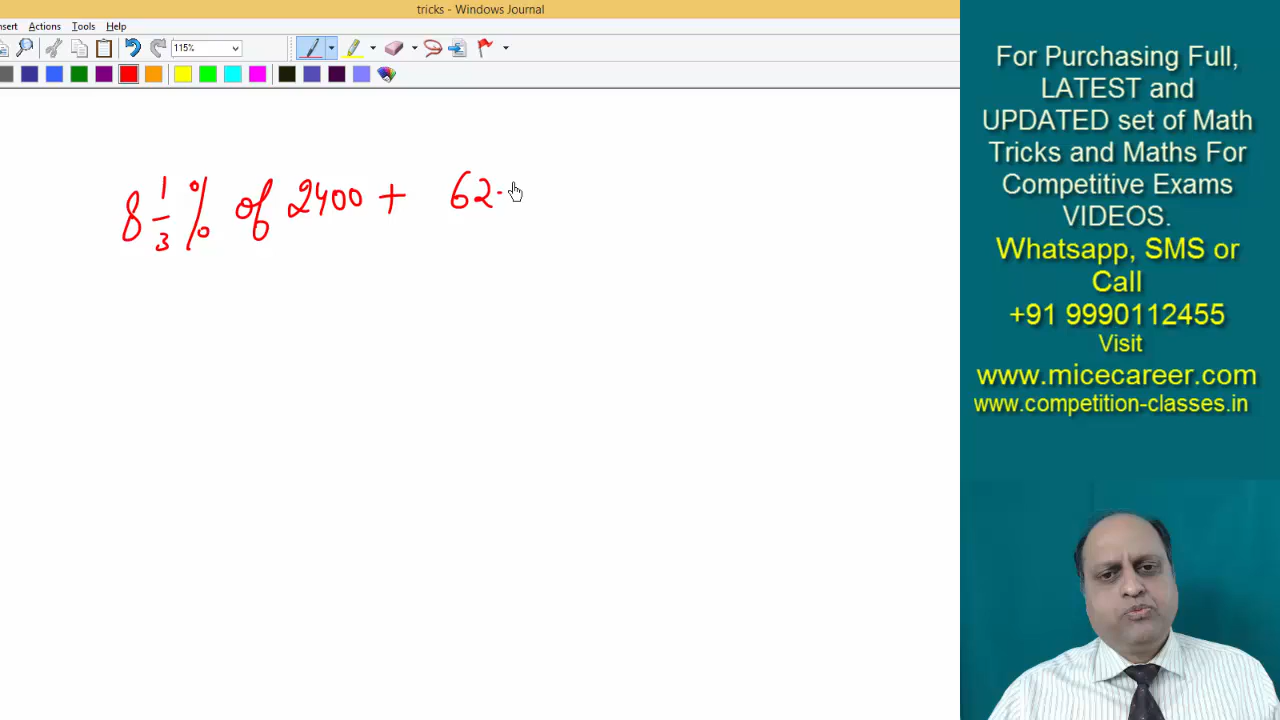 tricks - Windows Journal
nsert Actions Tools Help
115%
8 1/3 % of 2400 + 62.
For Purchasing Full,
LATEST and
UPDATED set of Math
Tricks and Maths For
Competitive Exams
VIDEOS.
Whatsapp, SMS or
Call
+91 9990112455
Visit
www.micecareer.com
www.competition-classes.in